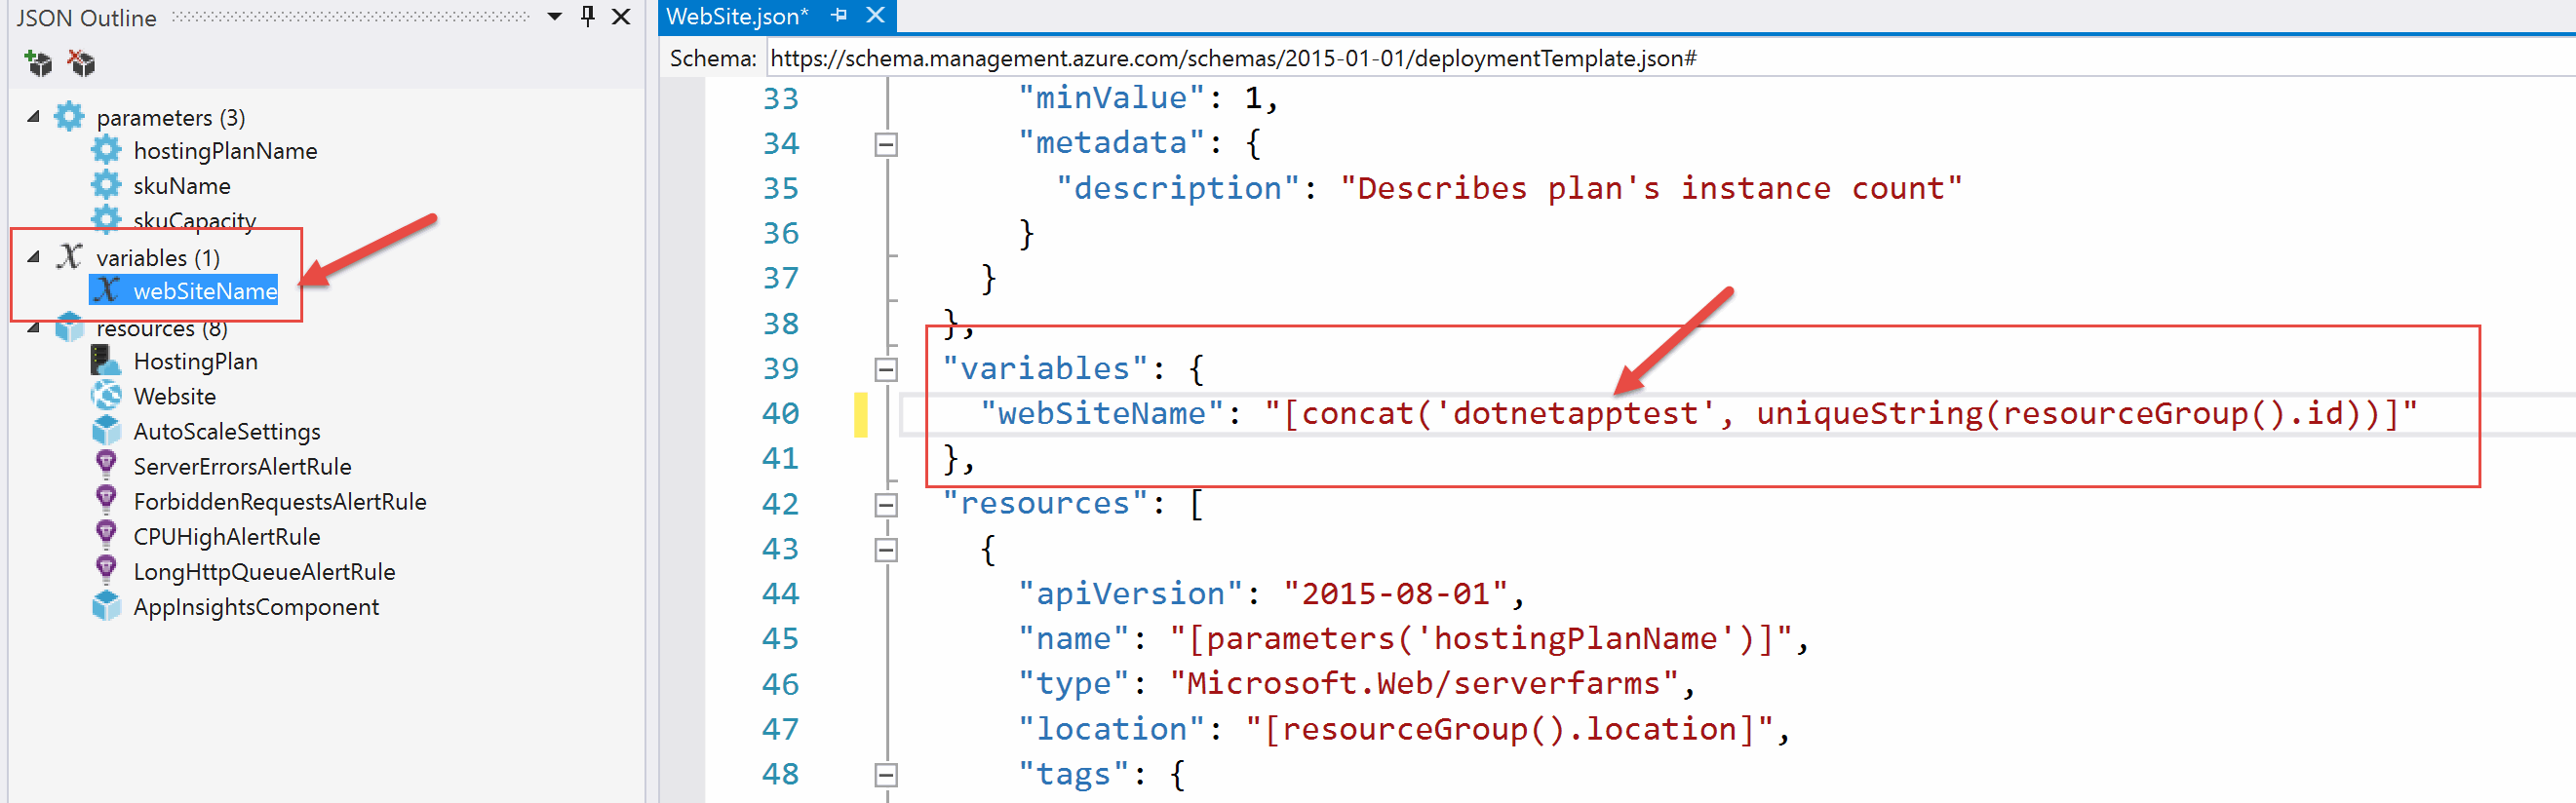 JSON Outline
parameters (3)
hostingPlanName
skuName
skuCapacity
variables (1)
webSiteName
resources (8)
HostingPlan
Website
AutoScaleSettings
ServerErrorsAlertRule
ForbiddenRequestsAlertRule
CPUHighAlertRule
LongHttpQueueAlertRule
AppInsightsComponent
WebSite.json*
Schema: https://schema.management.azure.com/schemas/2015-01-01/deploymentTemplate.json#
33 "minValue": 1,
34 "metadata": {
35 "description": "Describes plan's instance count"
36 }
37 }
38 },
39 "variables": {
40 "webSiteName": "[concat('dotnetapptest', uniqueString(resourceGroup().id))]"
41 },
42 "resources": [
43 {
44 "apiVersion": "2015-08-01",
45 "name": "[parameters('hostingPlanName')]",
46 "type": "Microsoft.Web/serverfarms",
47 "location": "[resourceGroup().location]",
48 "tags": {